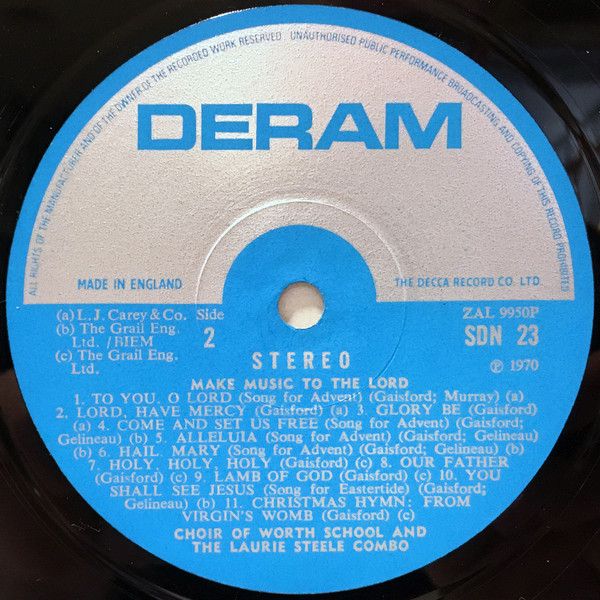 ALL RIGHTS OF THE MANUFACTURER AND OF THE OWNER OF THE RECORDED WORK RESERVED UNAUTHORISED PUBLIC PERFORMANCE BROADCASTING AND COPYING OF THIS RECORD PROHIBITED
DERAM
MADE IN ENGLAND
THE DECCA RECORD CO. LTD.
(a) L. J. Carey & Co.
(b) The Grail Eng.
Ltd. /BIEM
(c) The Grail Eng.
Ltd.
Side
2
ZAL 9950P
SDN 23
℗ 1970
STEREO
MAKE MUSIC TO THE LORD
1. TO YOU, O LORD (Song for Advent) (Gaisford; Murray) (a)
2. LORD, HAVE MERCY (Gaisford) (a) 3. GLORY BE (Gaisford)
(a) 4. COME AND SET US FREE (Song for Advent) (Gaisford;
Gelineau) (b) 5. ALLELUIA (Song for Advent) (Gaisford; Gelineau)
(b) 6. HAIL, MARY (Song for Advent) (Gaisford; Gelineau) (b)
7. HOLY, HOLY, HOLY (Gaisford) (c) 8. OUR FATHER
(Gaisford) (c) 9. LAMB OF GOD (Gaisford) (c) 10. YOU
SHALL SEE JESUS (Song for Eastertide) (Gaisford;
Gelineau) (b) 11. CHRISTMAS HYMN: FROM
VIRGIN'S WOMB (Gaisford) (c)
CHOIR OF WORTH SCHOOL AND
THE LAURIE STEELE COMBO